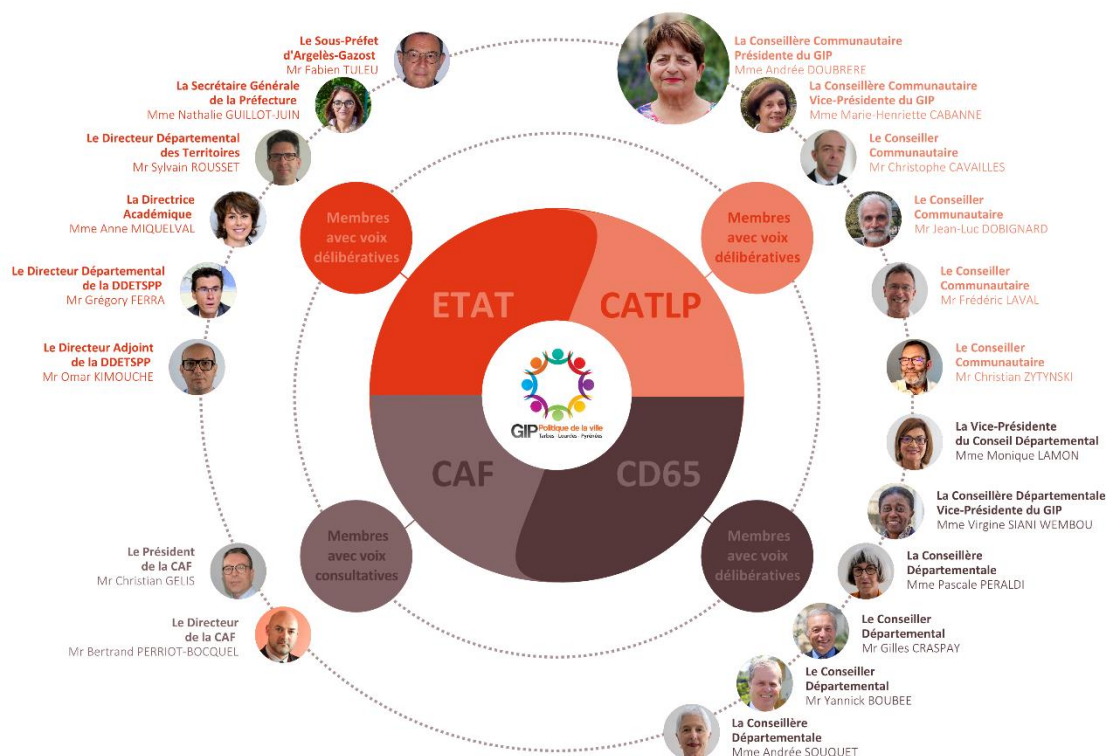 Le Sous-Préfet
d'Argelès-Gazost
Mr Fabien TULEU
La Secrétaire Générale
de la Préfecture
Mme Nathalie GUILLOT-JUIN
Le Directeur Départemental
des Territoires
Mr Sylvain ROUSSET
La Directrice
Académique
Mme Anne MIQUELVAL
Le Directeur Départemental
de la DDETSPP
Mr Grégory FERRA
Le Directeur Adjoint
de la DDETSPP
Mr Omar KIMOUCHE
La Conseillère Communautaire
Présidente du GIP
Mme Andrée DOUBRERE
La Conseillère Communautaire
Vice-Présidente du GIP
Mme Marie-Henriette CABANNE
Le Conseiller
Communautaire
Mr Christophe CAVAILLES
Le Conseiller
Communautaire
Mr Jean-Luc DOBIGNARD
Le Conseiller
Communautaire
Mr Frédéric LAVAL
Le Conseiller
Communautaire
Mr Christian ZYTYNSKI
Membres
avec voix
délibératives
Membres
avec voix
délibératives
ETAT
CATLP
GIP Politique de la ville
Tarbes - Lourdes - Pyrénées
CAF
CD65
Membres
avec voix
consultatives
Membres
avec voix
délibératives
Le Président
de la CAF
Mr Christian GELIS
Le Directeur
de la CAF
Mr Bertrand PERRIOT-BOCQUEL
La Vice-Présidente
du Conseil Départemental
Mme Monique LAMON
La Conseillère Départementale
Vice-Présidente du GIP
Mme Virgine SIANI WEMBOU
La Conseillère
Départementale
Mme Pascale PERALDI
Le Conseiller
Départemental
Mr Gilles CRASPAY
Le Conseiller
Départemental
Mr Yannick BOUBEE
La Conseillère
Départementale
Mme Andrée SOUQUET